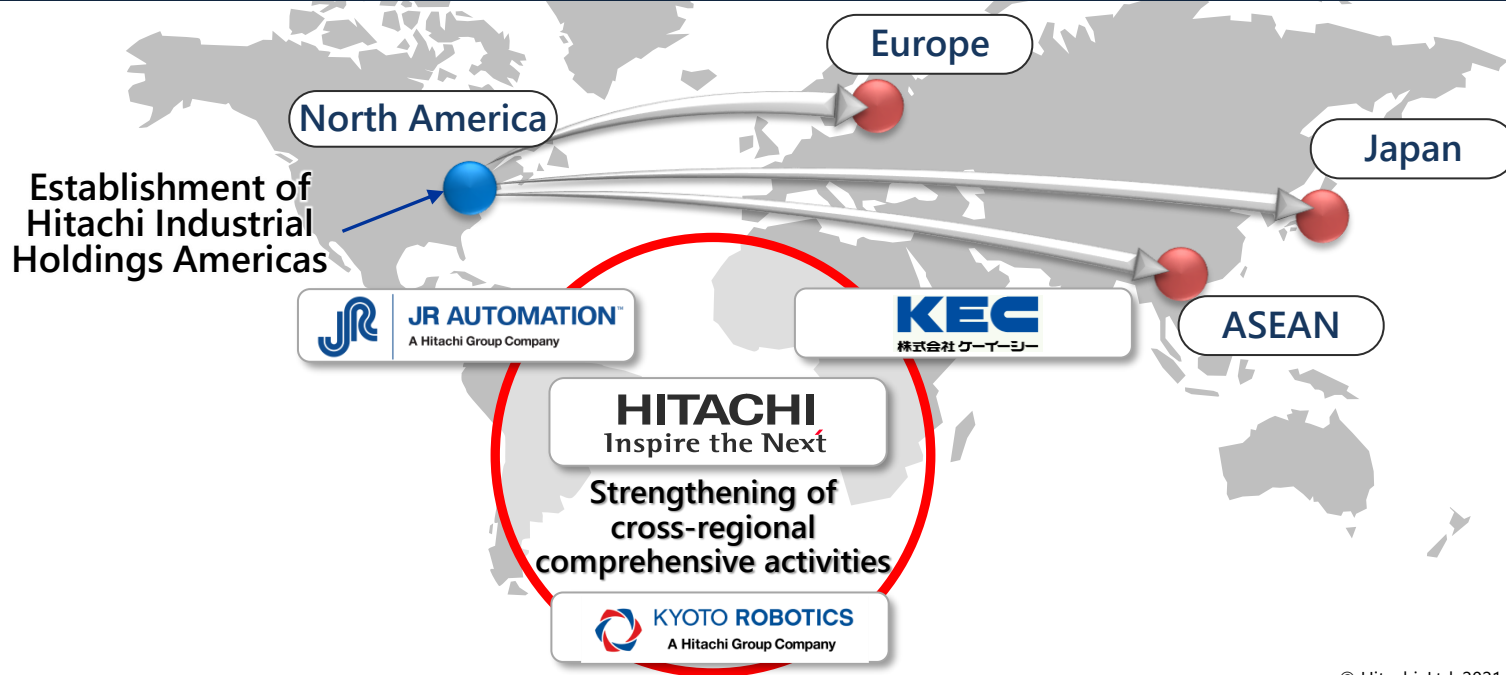 Europe
North America
Japan
Establishment of
Hitachi Industrial
Holdings Americas
JR
JR AUTOMATION™
A Hitachi Group Company
KEC
株式会社 ケーイーシー
ASEAN
HITACHI
Inspire the Next
Strengthening of
cross-regional
comprehensive activities
KYOTO ROBOTICS
A Hitachi Group Company